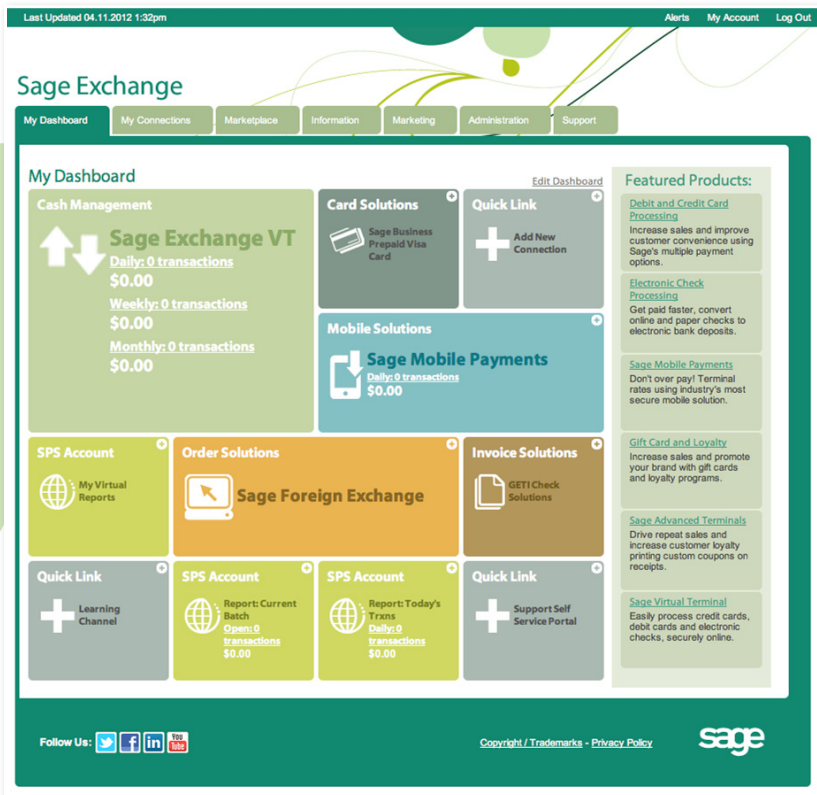 Last Updated 04.11.2012 1:32pm
Alerts My Account Log Out
Sage Exchange
My Dashboard My Connections Marketplace Information Marketing Administration Support
My Dashboard
Edit Dashboard
Cash Management
Sage Exchange VT
Daily: 0 transactions
$0.00
Weekly: 0 transactions
$0.00
Monthly: 0 transactions
$0.00
Card Solutions
Sage Business
Prepaid Visa
Card
Quick Link
Add New
Connection
Mobile Solutions
Sage Mobile Payments
Daily: 0 transactions
$0.00
SPS Account
My Virtual
Reports
Order Solutions
Sage Foreign Exchange
Invoice Solutions
GETI Check
Solutions
Quick Link
Learning
Channel
SPS Account
Report: Current
Batch
Open: 0
transactions
$0.00
SPS Account
Report: Today's
Trxns
Daily: 0
transactions
$0.00
Quick Link
Support Self
Service Portal
Featured Products:
Debit and Credit Card
Processing
Increase sales and improve
customer convenience using
Sage's multiple payment
options.
Electronic Check
Processing
Get paid faster, convert
online and paper checks to
electronic bank deposits.
Sage Mobile Payments
Don't over pay! Terminal
rates using industry's most
secure mobile solution.
Gift Card and Loyalty
Increase sales and promote
your brand with gift cards
and loyalty programs.
Sage Advanced Terminals
Drive repeat sales and
increase customer loyalty
printing custom coupons on
receipts.
Sage Virtual Terminal
Easily process credit cards,
debit cards and electronic
checks, securely online.
Follow Us:
in
You
Tube
Copyright / Trademarks - Privacy Policy
sage